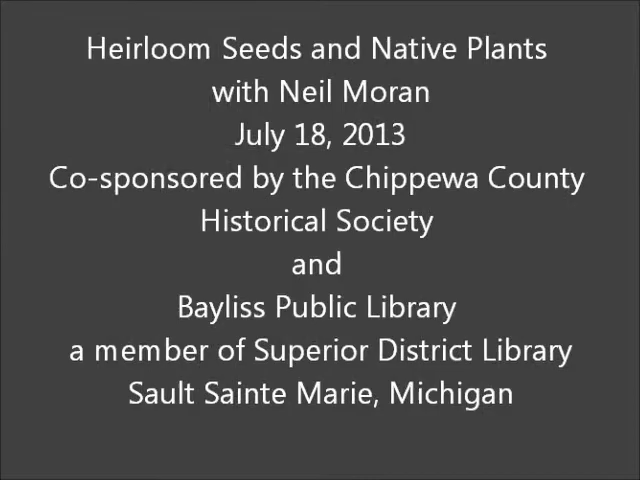 Heirloom Seeds and Native Plants
with Neil Moran
July 18, 2013
Co-sponsored by the Chippewa County
Historical Society
and
Bayliss Public Library
a member of Superior District Library
Sault Sainte Marie, Michigan